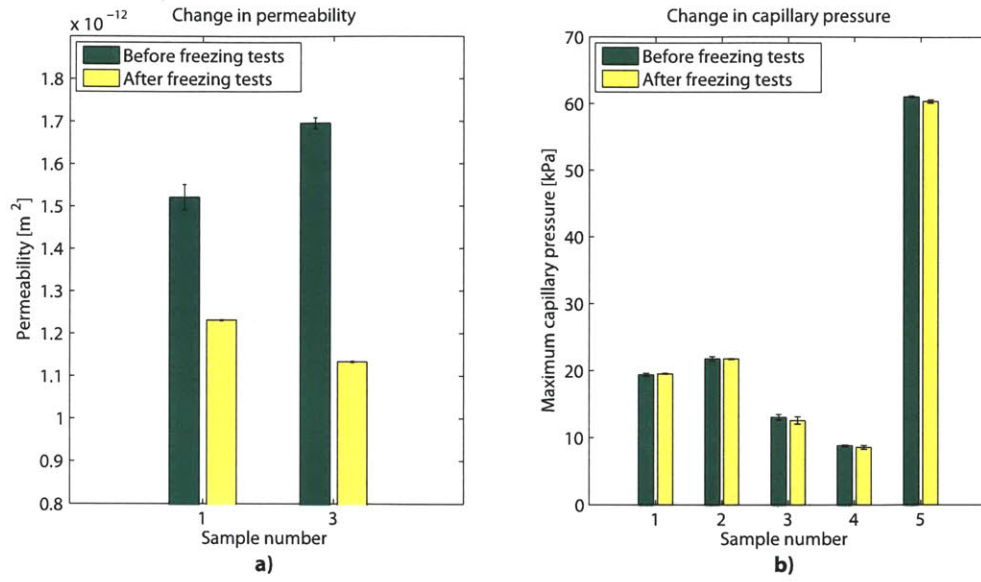 Change in permeability
x 10⁻¹²
Before freezing tests
After freezing tests
1.8
1.7
1.6
1.5
1.4
1.3
1.2
1.1
1
0.9
0.8
Permeability [m²]
1
3
Sample number
a)
Change in capillary pressure
Before freezing tests
After freezing tests
70
60
50
40
30
20
10
0
Maximum capillary pressure [kPa]
1
2
3
4
5
Sample number
b)